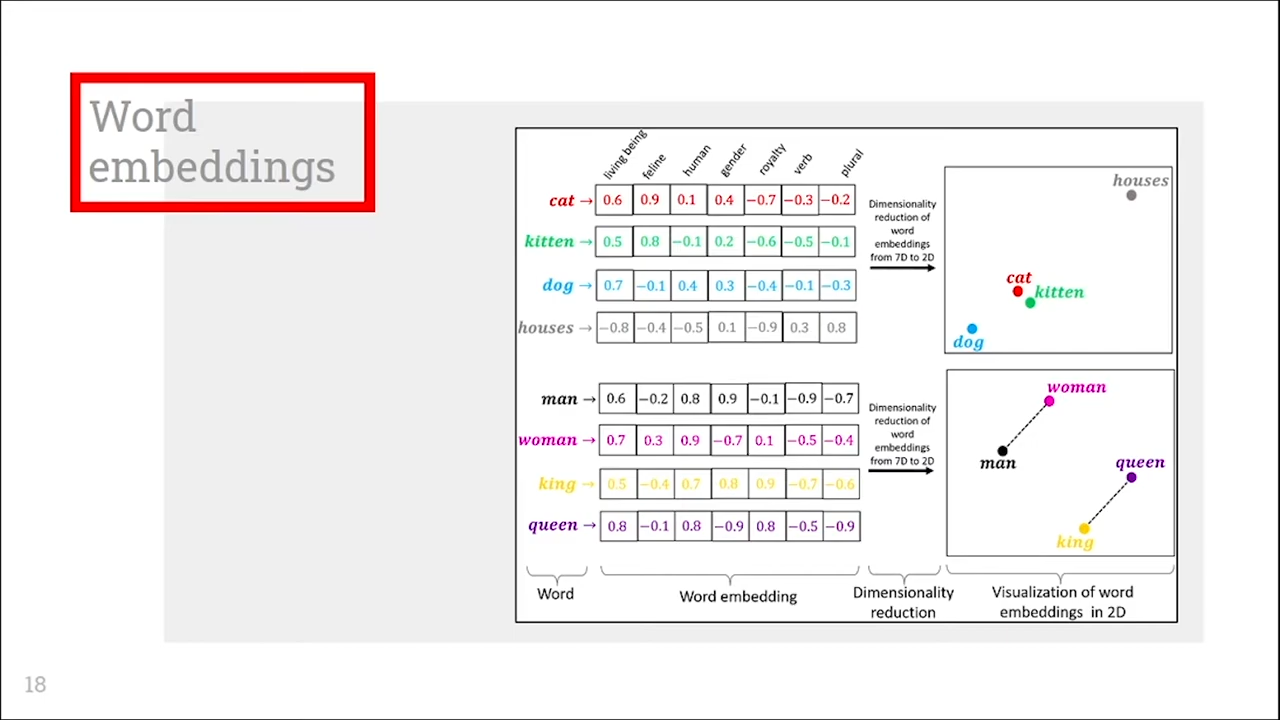 Word
embeddings
living being feline human gender royalty verb plural
cat → 0.6 0.9 0.1 0.4 −0.7 −0.3 −0.2
kitten → 0.5 0.8 −0.1 0.2 −0.6 −0.5 −0.1
dog → 0.7 −0.1 0.4 0.3 −0.4 −0.1 −0.3
houses → −0.8 −0.4 −0.5 0.1 −0.9 0.3 0.8
Dimensionality
reduction of
word
embeddings
from 7D to 2D
houses
cat
kitten
dog
man → 0.6 −0.2 0.8 0.9 −0.1 −0.9 −0.7
woman → 0.7 0.3 0.9 −0.7 0.1 −0.5 −0.4
king → 0.5 −0.4 0.7 0.8 0.9 −0.7 −0.6
queen → 0.8 −0.1 0.8 −0.9 0.8 −0.5 −0.9
Dimensionality
reduction of
word
embeddings
from 7D to 2D
woman
man
queen
king
Word
Word embedding
Dimensionality
reduction
Visualization of word
embeddings in 2D
18